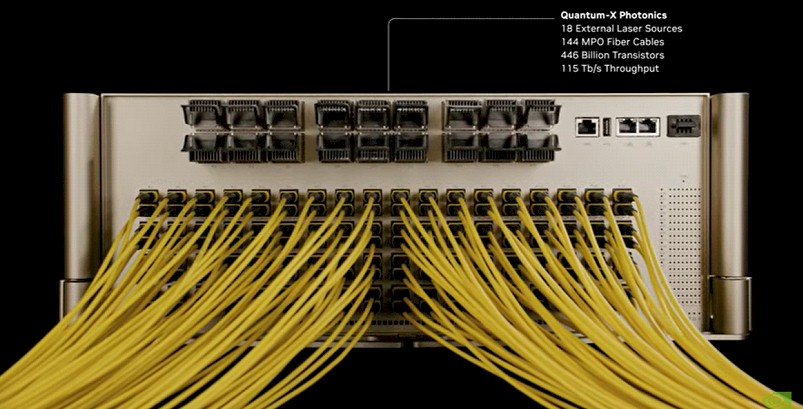 Quantum-X Photonics
18 External Laser Sources
144 MPO Fiber Cables
446 Billion Transistors
115 Tb/s Throughput